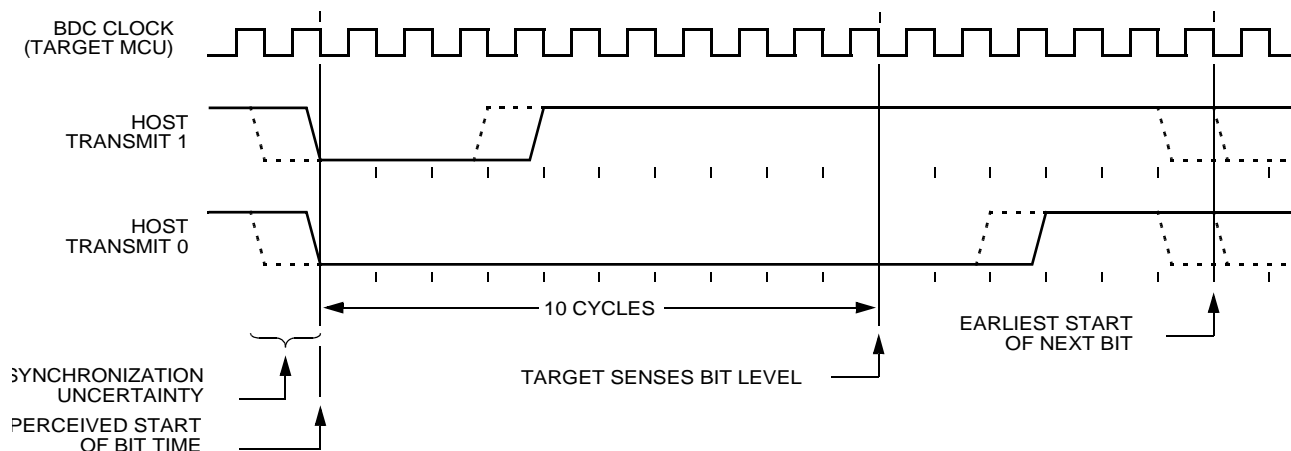 BDC CLOCK
(TARGET MCU)
HOST
TRANSMIT 1
HOST
TRANSMIT 0
10 CYCLES
EARLIEST START
OF NEXT BIT
SYNCHRONIZATION
UNCERTAINTY
TARGET SENSES BIT LEVEL
PERCEIVED START
OF BIT TIME